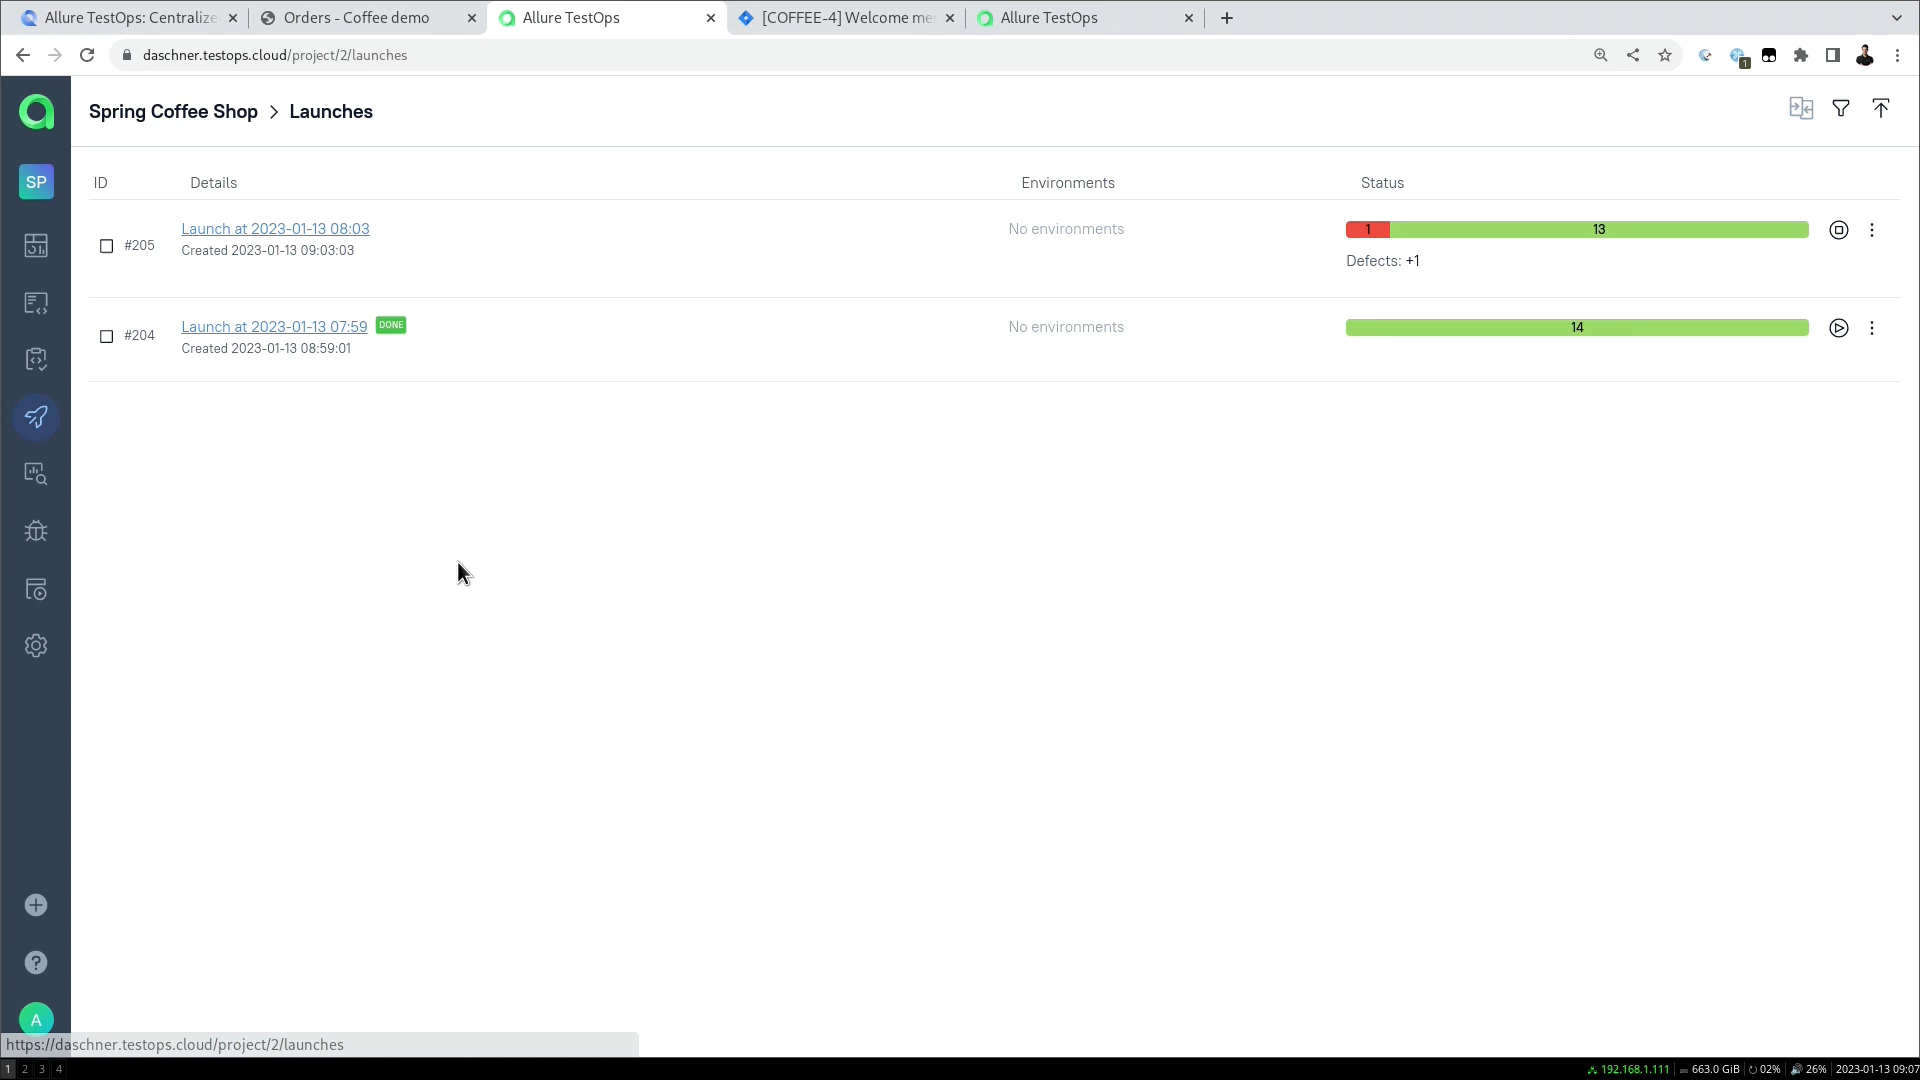 Allure TestOps: Centralize
Orders - Coffee demo
Allure TestOps
[COFFEE-4] Welcome me
Allure TestOps
daschner.testops.cloud/project/2/launches
1
Spring Coffee Shop > Launches
SP
ID Details Environments Status
#205 Launch at 2023-01-13 08:03 No environments 1 13
Created 2023-01-13 09:03:03
Defects: +1
#204 Launch at 2023-01-13 07:59 DONE No environments 14
Created 2023-01-13 08:59:01
?
A
https://daschner.testops.cloud/project/2/launches
1 2 3 4 192.168.1.111 663.0 GiB 02% 26% 2023-01-13 09:07